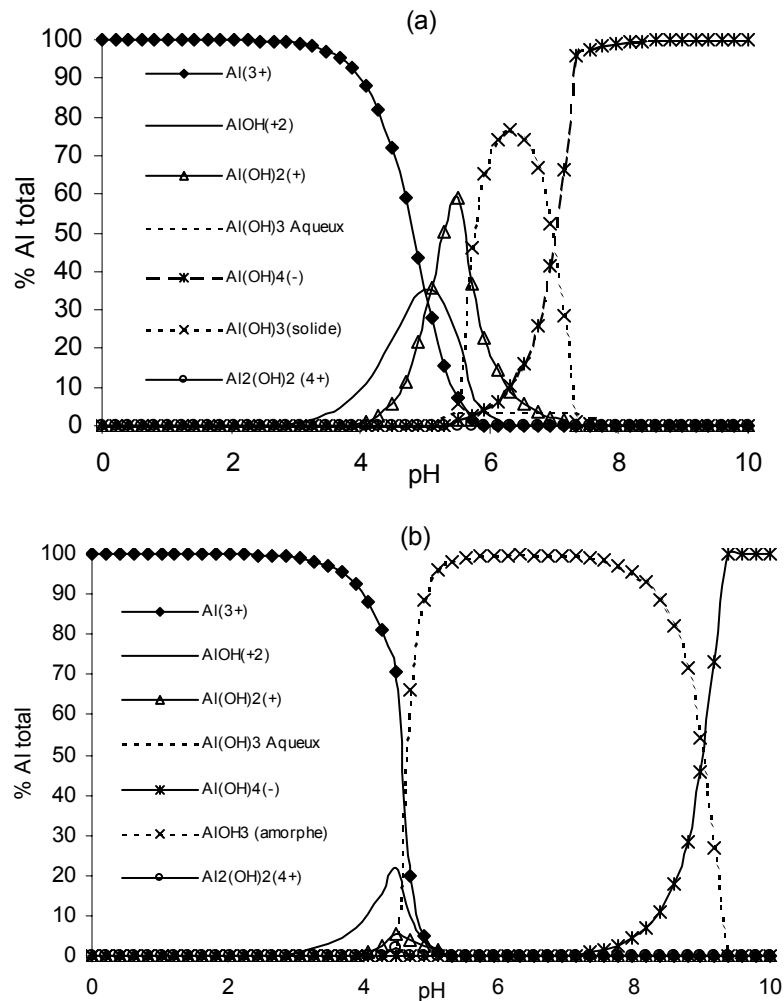 (a)
100
90
80
70
60
50
40
30
20
10
0
% Al total
Al(3+)
AlOH(+2)
Al(OH)2(+)
Al(OH)3 Aqueux
Al(OH)4(-)
Al(OH)3(solide)
Al2(OH)2 (4+)
0 2 4 6 8 10
pH
(b)
100
90
80
70
60
50
40
30
20
10
0
% Al total
Al(3+)
AlOH(+2)
Al(OH)2(+)
Al(OH)3 Aqueux
Al(OH)4(-)
AlOH3 (amorphe)
Al2(OH)2(4+)
0 2 4 6 8 10
pH